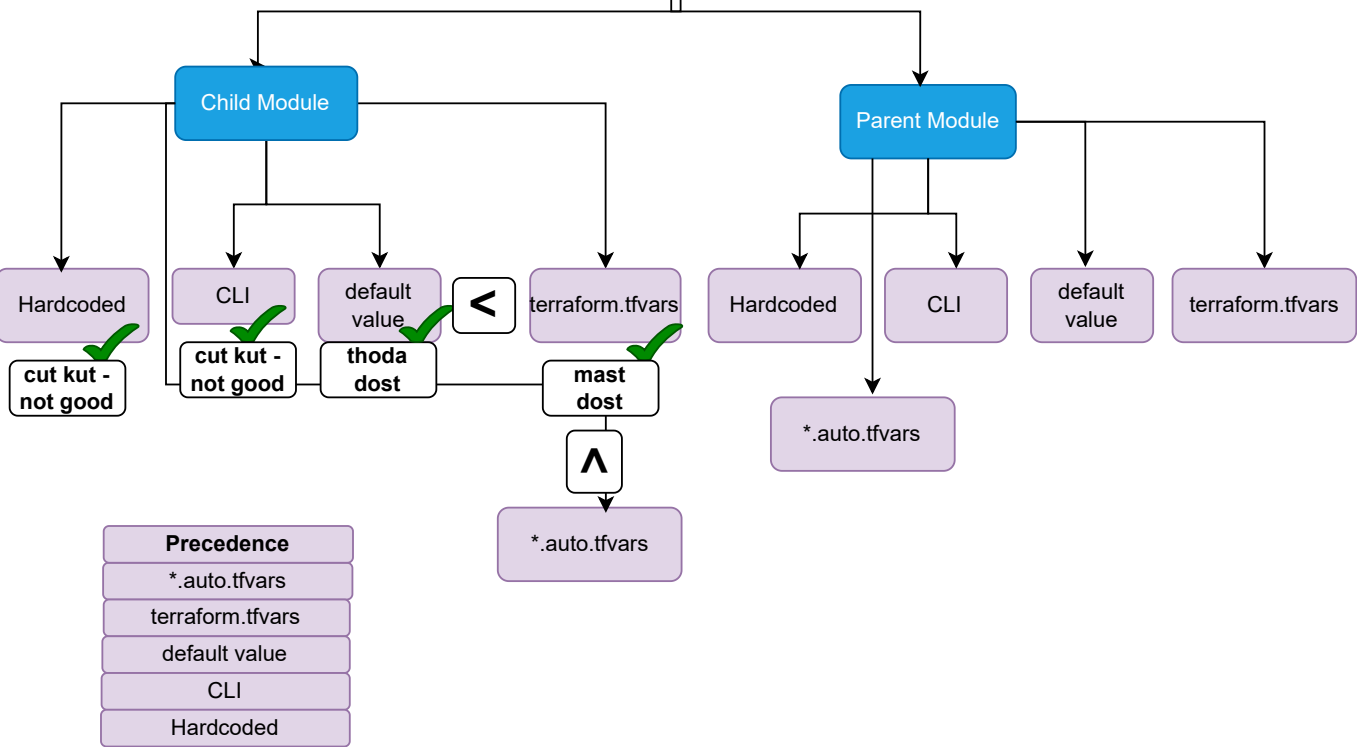 Child Module
Parent Module
Hardcoded
CLI
default
value
<
terraform.tfvars
Hardcoded
CLI
default
value
terraform.tfvars
cut kut -
not good
cut kut -
not good
thoda
dost
mast
dost
*.auto.tfvars
^
*.auto.tfvars
Precedence
*.auto.tfvars
terraform.tfvars
default value
CLI
Hardcoded